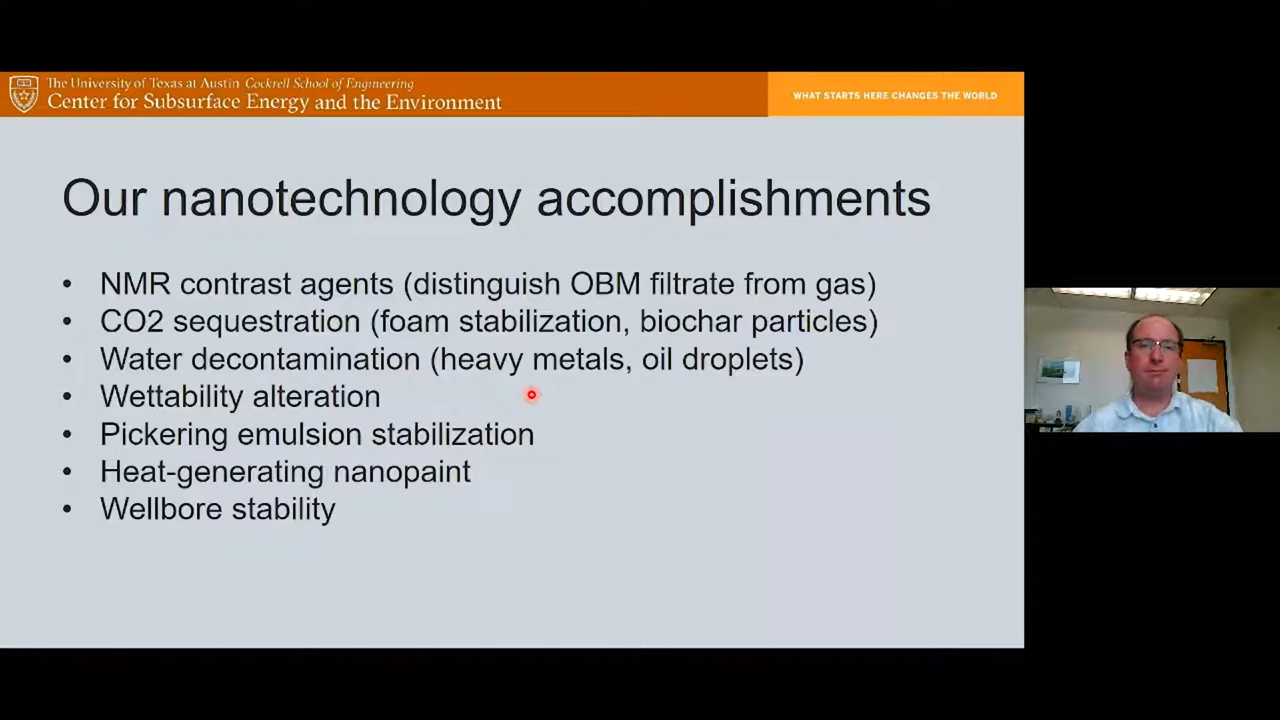 The University of Texas at Austin Cockrell School of Engineering
Center for Subsurface Energy and the Environment
WHAT STARTS HERE CHANGES THE WORLD
Our nanotechnology accomplishments
• NMR contrast agents (distinguish OBM filtrate from gas)
• CO2 sequestration (foam stabilization, biochar particles)
• Water decontamination (heavy metals, oil droplets)
• Wettability alteration
• Pickering emulsion stabilization
• Heat-generating nanopaint
• Wellbore stability